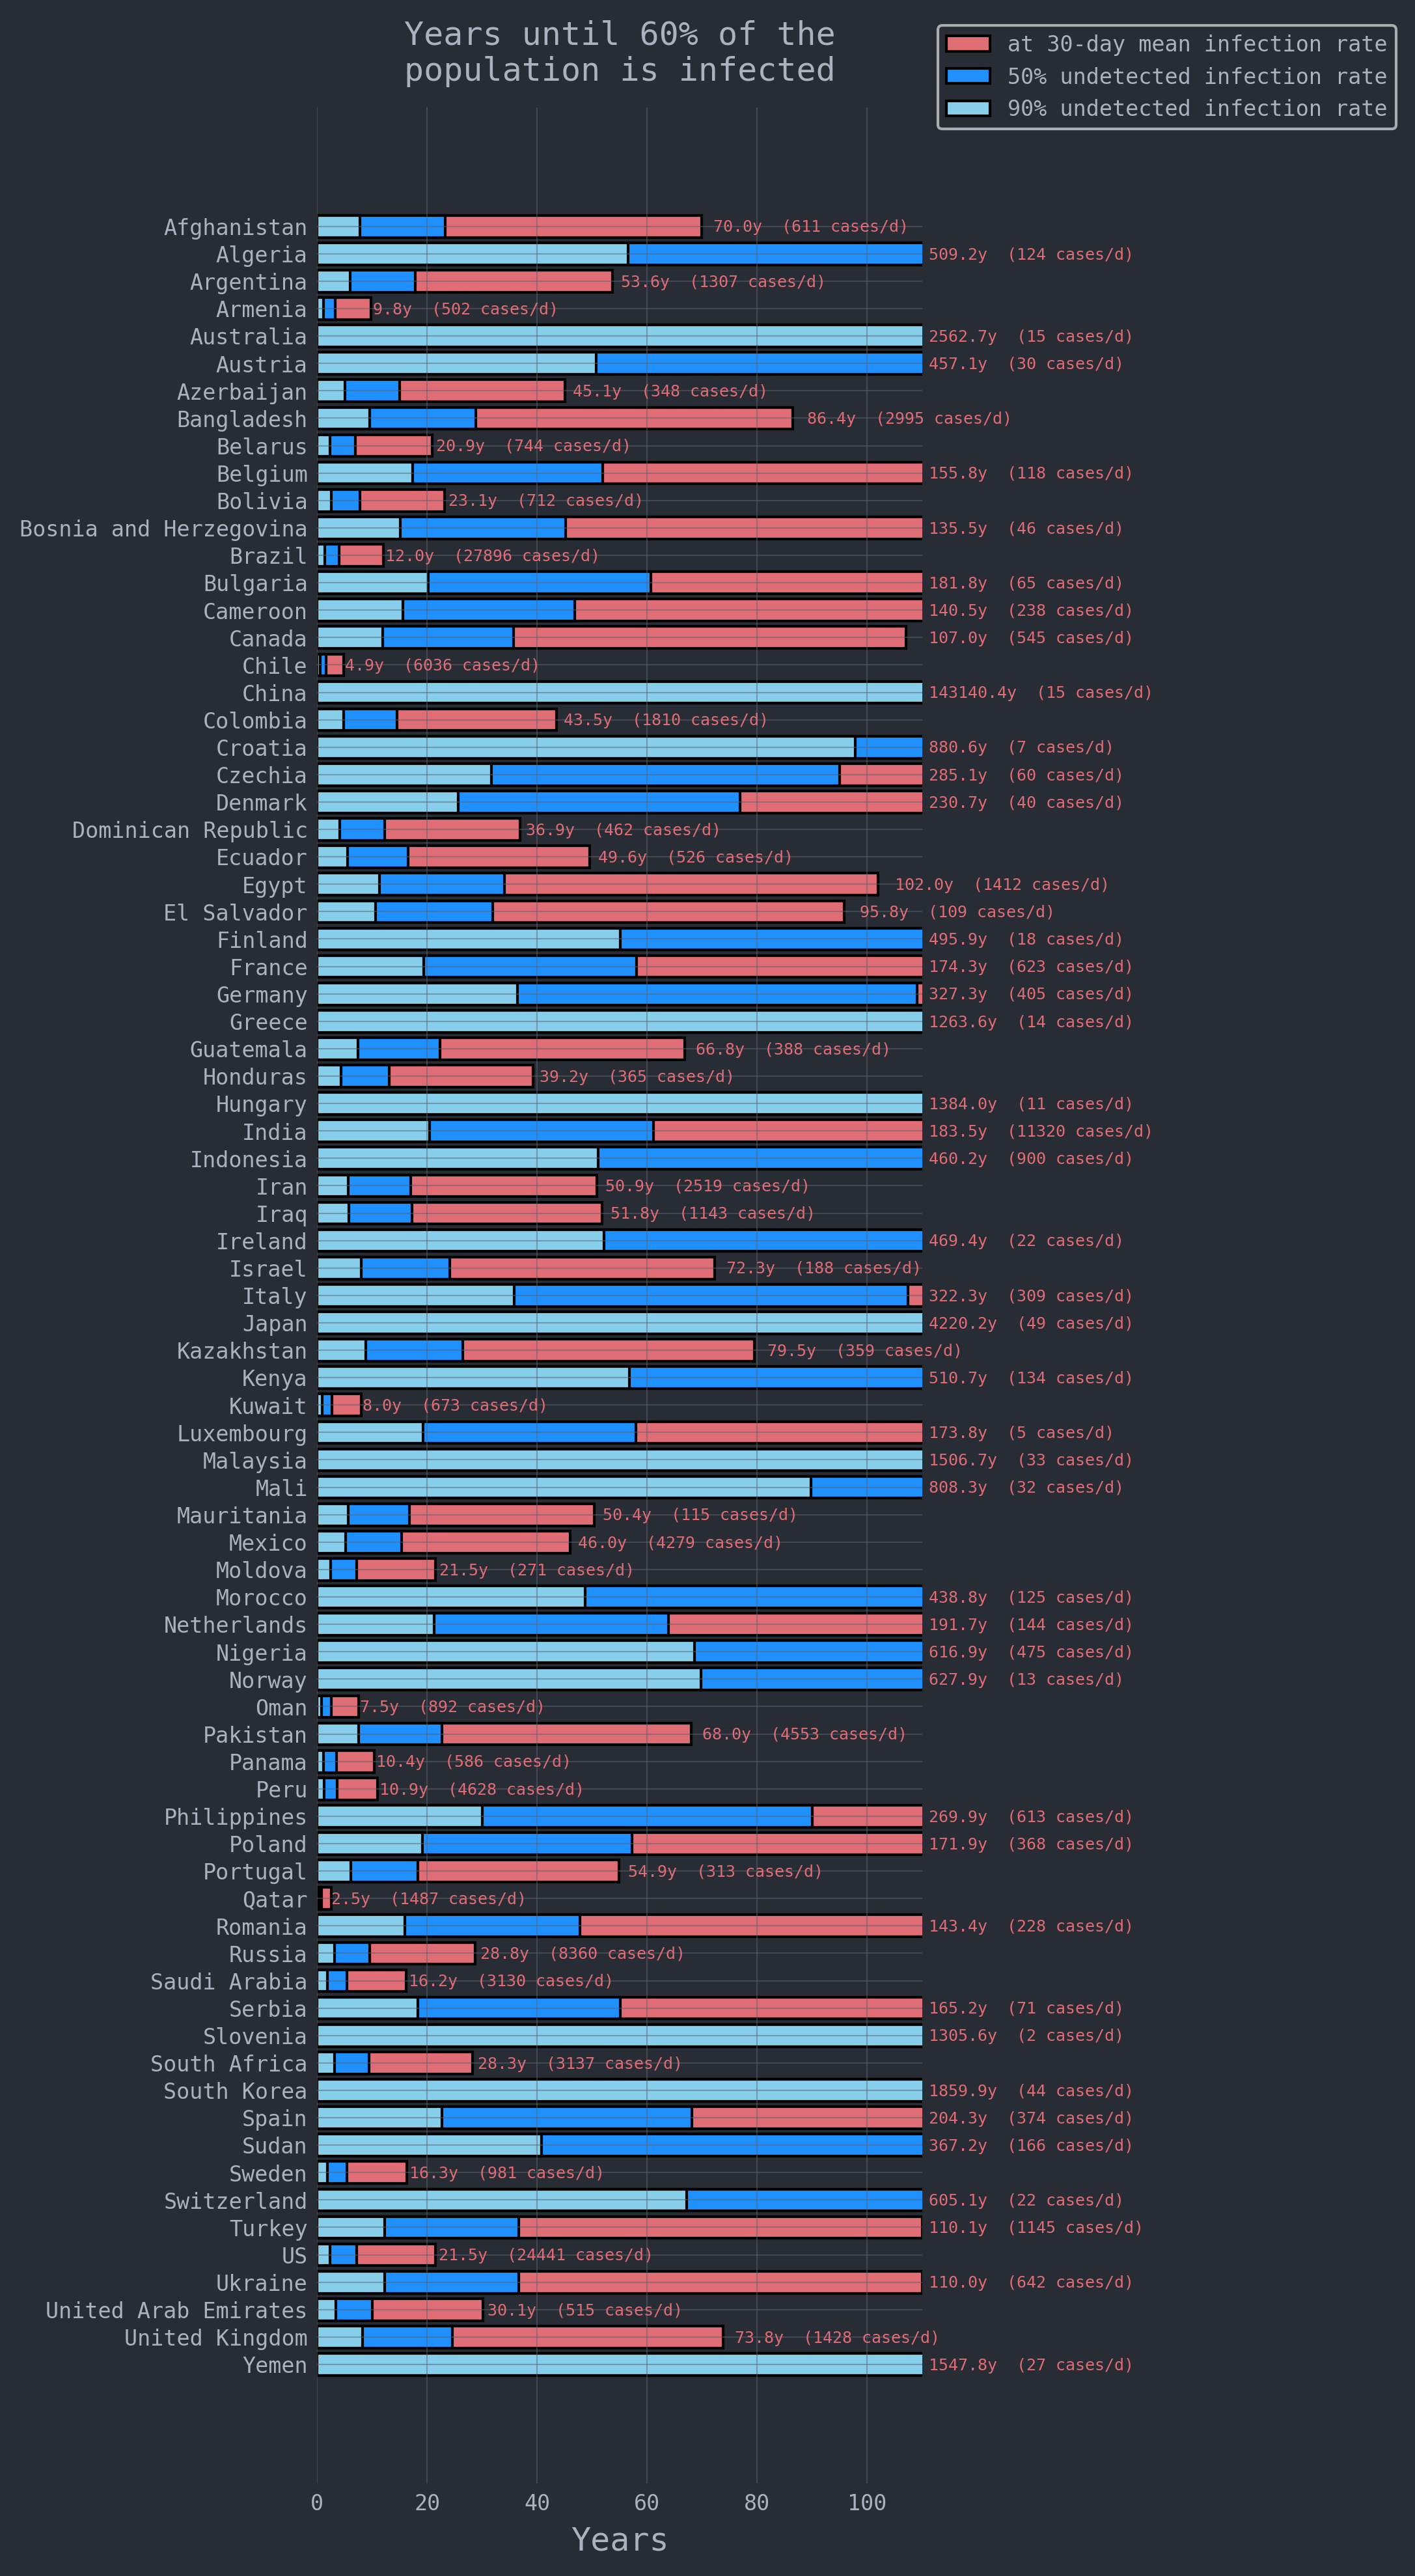 Years until 60% of the
population is infected
at 30-day mean infection rate
50% undetected infection rate
90% undetected infection rate
Afghanistan 70.0y (611 cases/d)
Algeria 509.2y (124 cases/d)
Argentina 53.6y (1307 cases/d)
Armenia 9.8y (502 cases/d)
Australia 2562.7y (15 cases/d)
Austria 457.1y (30 cases/d)
Azerbaijan 45.1y (348 cases/d)
Bangladesh 86.4y (2995 cases/d)
Belarus 20.9y (744 cases/d)
Belgium 155.8y (118 cases/d)
Bolivia 23.1y (712 cases/d)
Bosnia and Herzegovina 135.5y (46 cases/d)
Brazil 12.0y (27896 cases/d)
Bulgaria 181.8y (65 cases/d)
Cameroon 140.5y (238 cases/d)
Canada 107.0y (545 cases/d)
Chile 4.9y (6036 cases/d)
China 143140.4y (15 cases/d)
Colombia 43.5y (1810 cases/d)
Croatia 880.6y (7 cases/d)
Czechia 285.1y (60 cases/d)
Denmark 230.7y (40 cases/d)
Dominican Republic 36.9y (462 cases/d)
Ecuador 49.6y (526 cases/d)
Egypt 102.0y (1412 cases/d)
El Salvador 95.8y (109 cases/d)
Finland 495.9y (18 cases/d)
France 174.3y (623 cases/d)
Germany 327.3y (405 cases/d)
Greece 1263.6y (14 cases/d)
Guatemala 66.8y (388 cases/d)
Honduras 39.2y (365 cases/d)
Hungary 1384.0y (11 cases/d)
India 183.5y (11320 cases/d)
Indonesia 460.2y (900 cases/d)
Iran 50.9y (2519 cases/d)
Iraq 51.8y (1143 cases/d)
Ireland 469.4y (22 cases/d)
Israel 72.3y (188 cases/d)
Italy 322.3y (309 cases/d)
Japan 4220.2y (49 cases/d)
Kazakhstan 79.5y (359 cases/d)
Kenya 510.7y (134 cases/d)
Kuwait 8.0y (673 cases/d)
Luxembourg 173.8y (5 cases/d)
Malaysia 1506.7y (33 cases/d)
Mali 808.3y (32 cases/d)
Mauritania 50.4y (115 cases/d)
Mexico 46.0y (4279 cases/d)
Moldova 21.5y (271 cases/d)
Morocco 438.8y (125 cases/d)
Netherlands 191.7y (144 cases/d)
Nigeria 616.9y (475 cases/d)
Norway 627.9y (13 cases/d)
Oman 7.5y (892 cases/d)
Pakistan 68.0y (4553 cases/d)
Panama 10.4y (586 cases/d)
Peru 10.9y (4628 cases/d)
Philippines 269.9y (613 cases/d)
Poland 171.9y (368 cases/d)
Portugal 54.9y (313 cases/d)
Qatar 2.5y (1487 cases/d)
Romania 143.4y (228 cases/d)
Russia 28.8y (8360 cases/d)
Saudi Arabia 16.2y (3130 cases/d)
Serbia 165.2y (71 cases/d)
Slovenia 1305.6y (2 cases/d)
South Africa 28.3y (3137 cases/d)
South Korea 1859.9y (44 cases/d)
Spain 204.3y (374 cases/d)
Sudan 367.2y (166 cases/d)
Sweden 16.3y (981 cases/d)
Switzerland 605.1y (22 cases/d)
Turkey 110.1y (1145 cases/d)
US 21.5y (24441 cases/d)
Ukraine 110.0y (642 cases/d)
United Arab Emirates 30.1y (515 cases/d)
United Kingdom 73.8y (1428 cases/d)
Yemen 1547.8y (27 cases/d)
0 20 40 60 80 100
Years